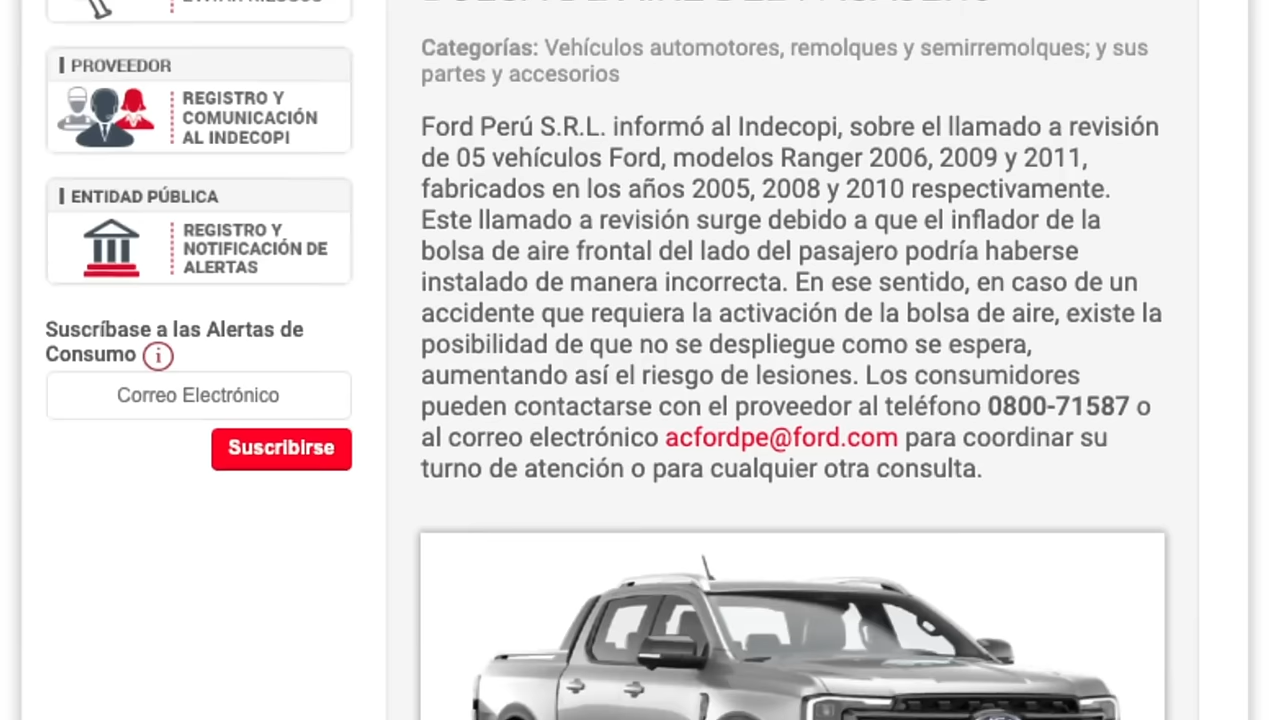 PROVEEDOR
REGISTRO Y
COMUNICACIÓN
AL INDECOPI
ENTIDAD PÚBLICA
REGISTRO Y
NOTIFICACIÓN DE
ALERTAS
Suscríbase a las Alertas de
Consumo
Correo Electrónico
Suscribirse
Categorías: Vehículos automotores, remolques y semirremolques; y sus
partes y accesorios
Ford Perú S.R.L. informó al Indecopi, sobre el llamado a revisión
de 05 vehículos Ford, modelos Ranger 2006, 2009 y 2011,
fabricados en los años 2005, 2008 y 2010 respectivamente.
Este llamado a revisión surge debido a que el inflador de la
bolsa de aire frontal del lado del pasajero podría haberse
instalado de manera incorrecta. En ese sentido, en caso de un
accidente que requiera la activación de la bolsa de aire, existe la
posibilidad de que no se despliegue como se espera,
aumentando así el riesgo de lesiones. Los consumidores
pueden contactarse con el proveedor al teléfono 0800-71587 o
al correo electrónico acfordpe@ford.com para coordinar su
turno de atención o para cualquier otra consulta.